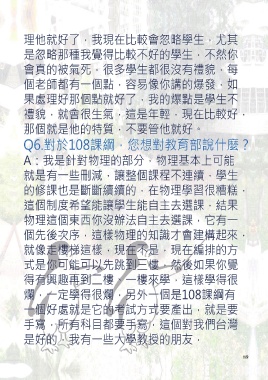 理他就好了，我現在比較會忽略學生，尤其
是忽略那種我覺得比較不好的學生，不然你
會真的被氣死，很多學生都很沒有禮貌，每
個老師都有一個點，容易像你講的爆發，如
果處理好那個點就好了，我的爆點是學生不
禮貌，就會很生氣，這是年輕，現在比較好，
那個就是他的特質，不要管他就好。
Q6.對於108課綱，您想對教育部說什麼？
A：我是針對物理的部分，物理基本上可能
就是有一些刪減，讓整個課程不連續，學生
的修課也是斷斷續續的，在物理學習很糟糕，
這個制度希望能讓學生能自主去選課，結果
物理這個東西你沒辦法自主去選課，它有一
個先後次序，這樣物理的知識才會建構起來，
就像走樓梯這樣，現在不是，現在編排的方
式是你可能可以先跳到三樓，然後如果你覺
得有興趣再到二樓、一樓來學，這樣學得很
爛，一定學得很爛，另外一個是108課綱有
一個好處就是它的考試方式要產出，就是要
手寫，所有科目都要手寫，這個對我們台灣
是好的，我有一些大學教授的朋友，